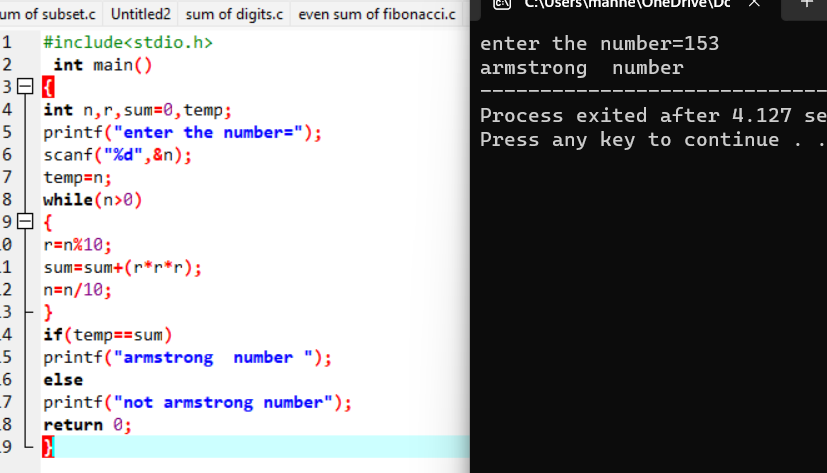 um of subset.c Untitled2 sum of digits.c even sum of fibonacci.c
1 #include<stdio.h>
2 int main()
3 {
4 int n,r,sum=0,temp;
5 printf("enter the number=");
6 scanf("%d",&n);
7 temp=n;
8 while(n>0)
9 {
0 r=n%10;
1 sum=sum+(r*r*r);
2 n=n/10;
3 }
4 if(temp==sum)
5 printf("armstrong  number ");
6 else
7 printf("not armstrong number");
8 return 0;
9 }
C:\Users\manne\OneDrive\Dc
enter the number=153
armstrong  number
--------------------------------
Process exited after 4.127 se
Press any key to continue . .